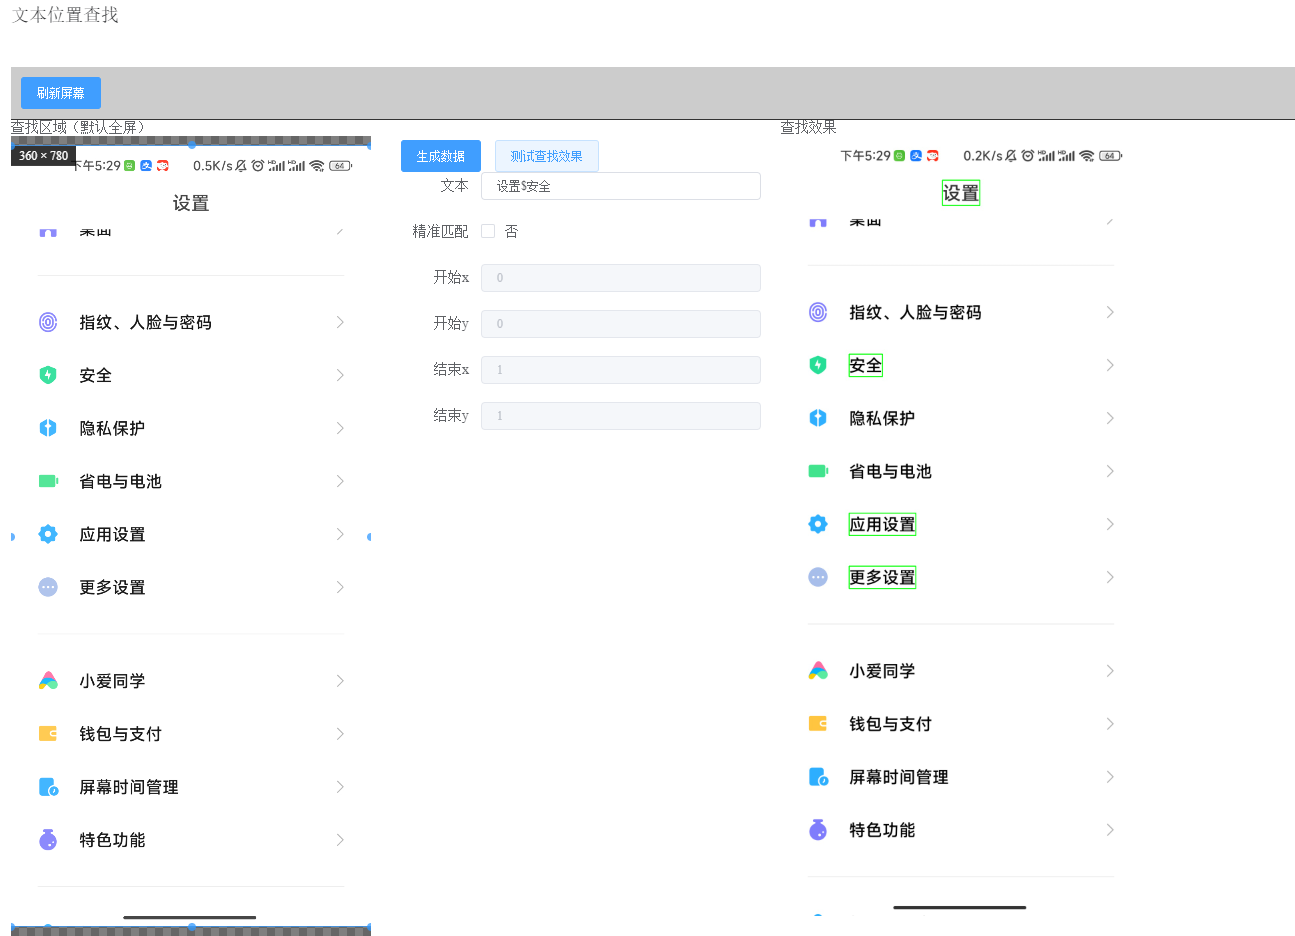 文本位置查找
刷新屏幕
查找区域（默认全屏）
360 × 780
下午5:29
0.5K/s
64
设置
桌面
指纹、人脸与密码
安全
隐私保护
省电与电池
应用设置
更多设置
小爱同学
钱包与支付
屏幕时间管理
特色功能
生成数据
测试查找效果
文本
设置$安全
精准匹配
否
开始x
0
开始y
0
结束x
1
结束y
1
查找效果
下午5:29
0.2K/s
64
设置
桌面
指纹、人脸与密码
安全
隐私保护
省电与电池
应用设置
更多设置
小爱同学
钱包与支付
屏幕时间管理
特色功能